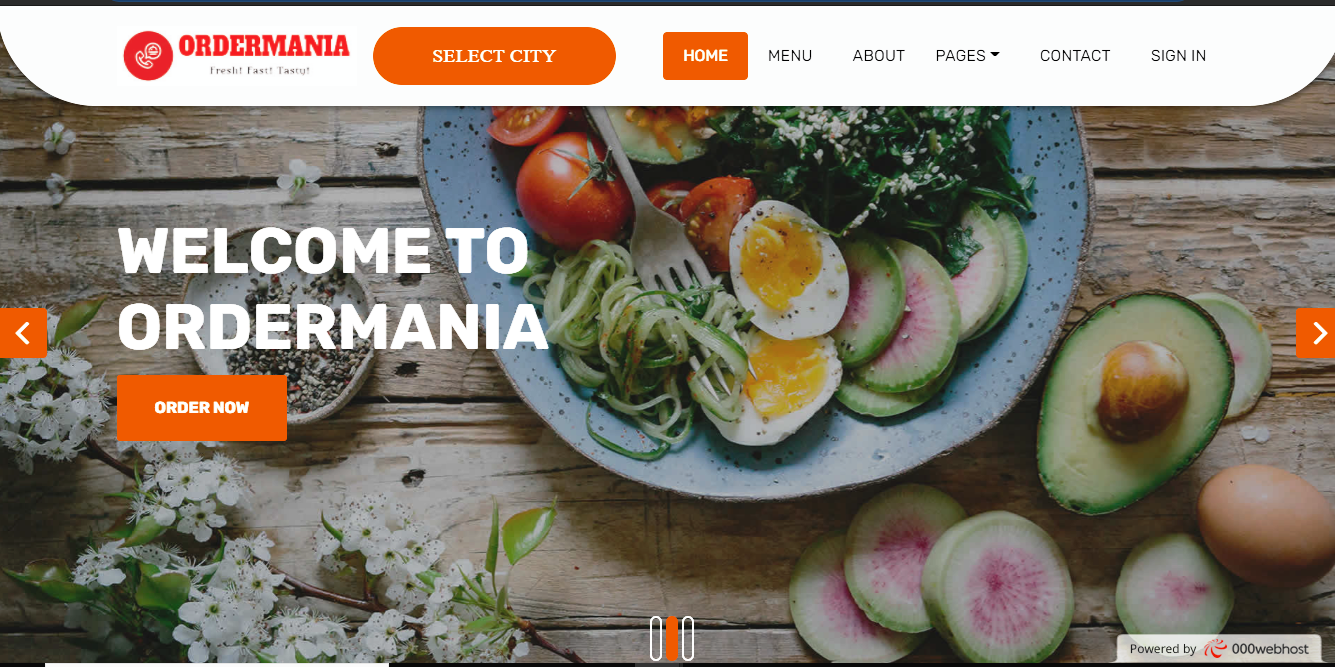 ORDERMANIA
Fresh! Fast! Tasty!
SELECT CITY
HOME
MENU
ABOUT
PAGES
CONTACT
SIGN IN
WELCOME TO
ORDERMANIA
ORDER NOW
Powered by 000webhost